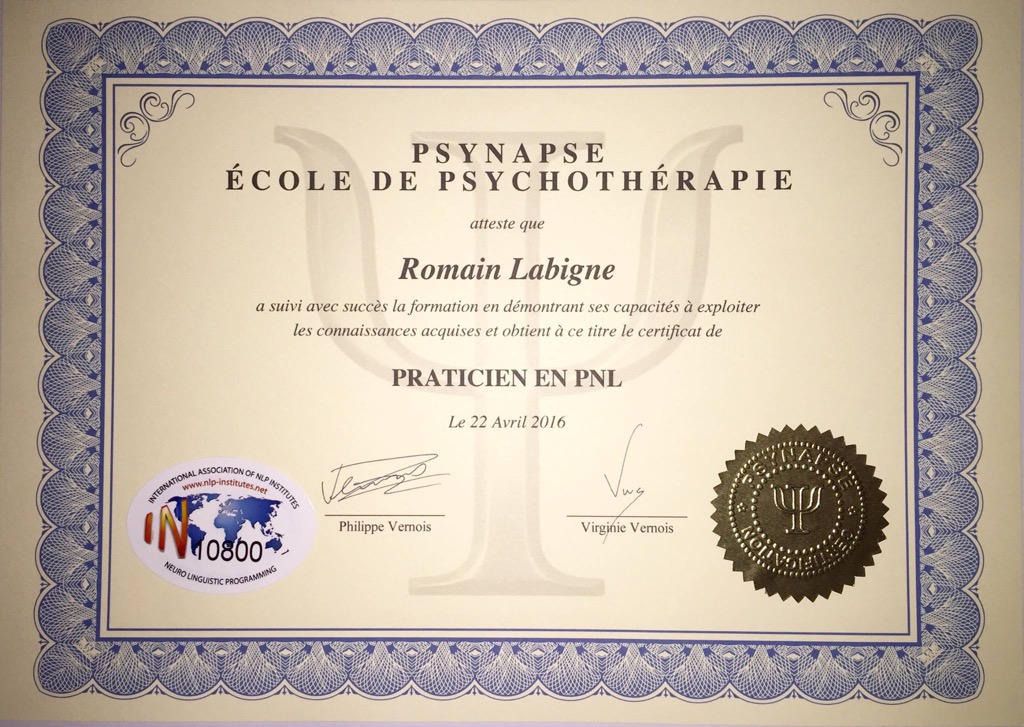 PSYNAPSE
ÉCOLE DE PSYCHOTHÉRAPIE
atteste que
Romain Labigne
a suivi avec succès la formation en démontrant ses capacités à exploiter
les connaissances acquises et obtient à ce titre le certificat de
PRATICIEN EN PNL
Le 22 Avril 2016
Philippe Vernois
Virginie Vernois
INTERNATIONAL ASSOCIATION OF NLP INSTITUTES
www.nlp-institutes.net
IN
10800
NEURO LINGUISTIC PROGRAMMING
PSYNAPSE